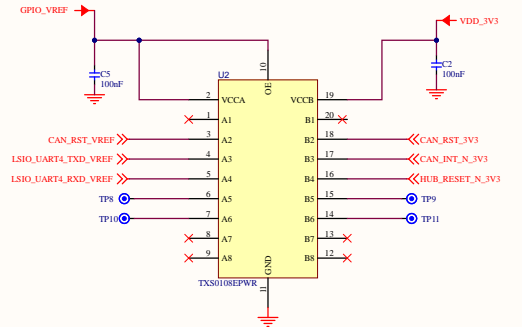 GPIO_VREF
VDD_3V3
C5
100nF
C2
100nF
U2
10
OE
2 VCCA VCCB 19
1 A1 B1 20
CAN_RST_VREF 3 A2 B2 18 CAN_RST_3V3
LSIO_UART4_TXD_VREF 4 A3 B3 17 CAN_INT_N_3V3
LSIO_UART4_RXD_VREF 5 A4 B4 16 HUB_RESET_N_3V3
TP8 6 A5 B5 15 TP9
TP10 7 A6 B6 14 TP11
8 A7 B7 13
9 A8 B8 12
GND
11
TXS0108EPWR